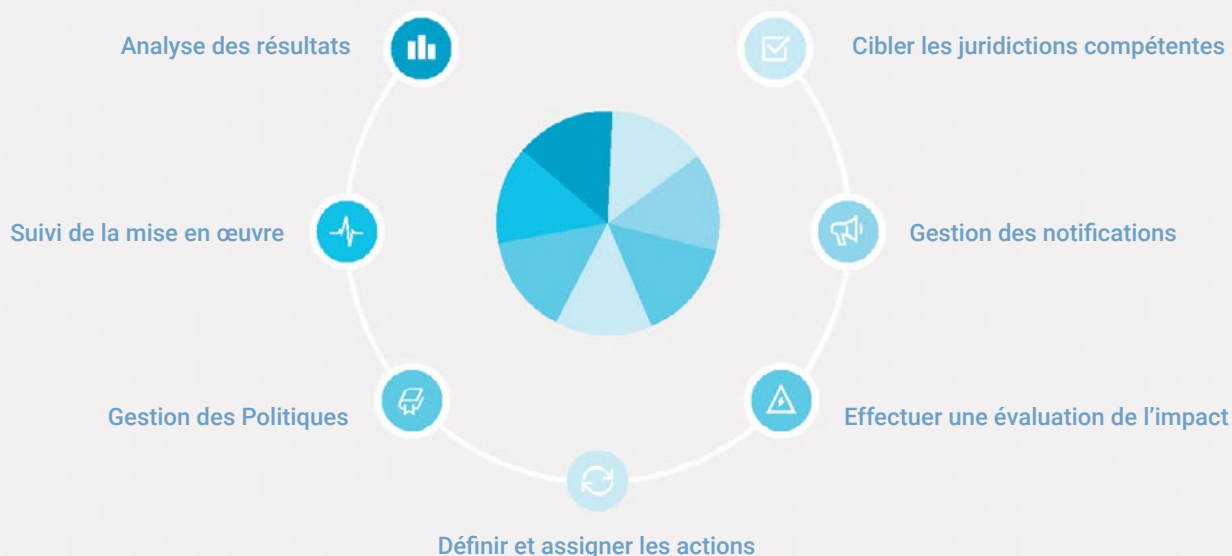 Analyse des résultats
Cibler les juridictions compétentes
Suivi de la mise en œuvre
Gestion des notifications
Gestion des Politiques
Effectuer une évaluation de l’impact
Définir et assigner les actions